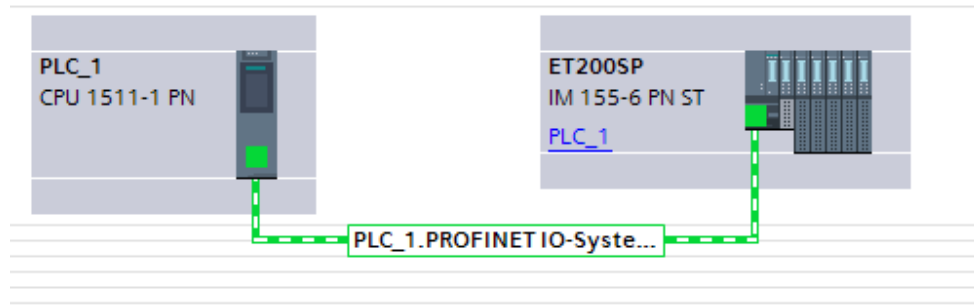 PLC_1
CPU 1511-1 PN
ET200SP
IM 155-6 PN ST
PLC_1
PLC_1.PROFINET IO-Syste...